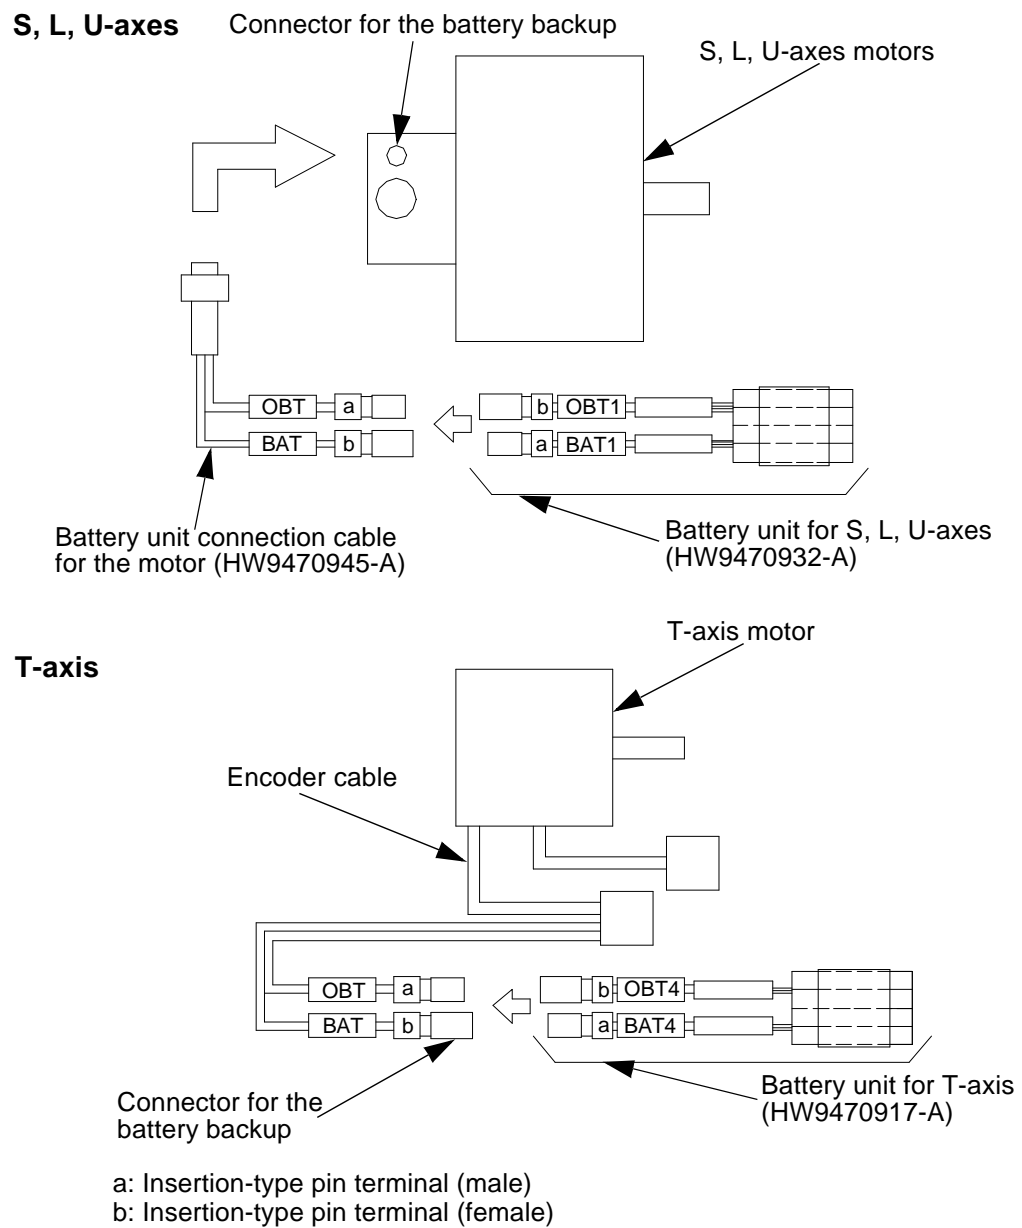 S, L, U-axes
Connector for the battery backup
S, L, U-axes motors
OBT a
b OBT1
BAT b
a BAT1
Battery unit connection cable
for the motor (HW9470945-A)
Battery unit for S, L, U-axes
(HW9470932-A)
T-axis motor
T-axis
Encoder cable
OBT a
b OBT4
BAT b
a BAT4
Connector for the
battery backup
Battery unit for T-axis
(HW9470917-A)
a: Insertion-type pin terminal (male)
b: Insertion-type pin terminal (female)